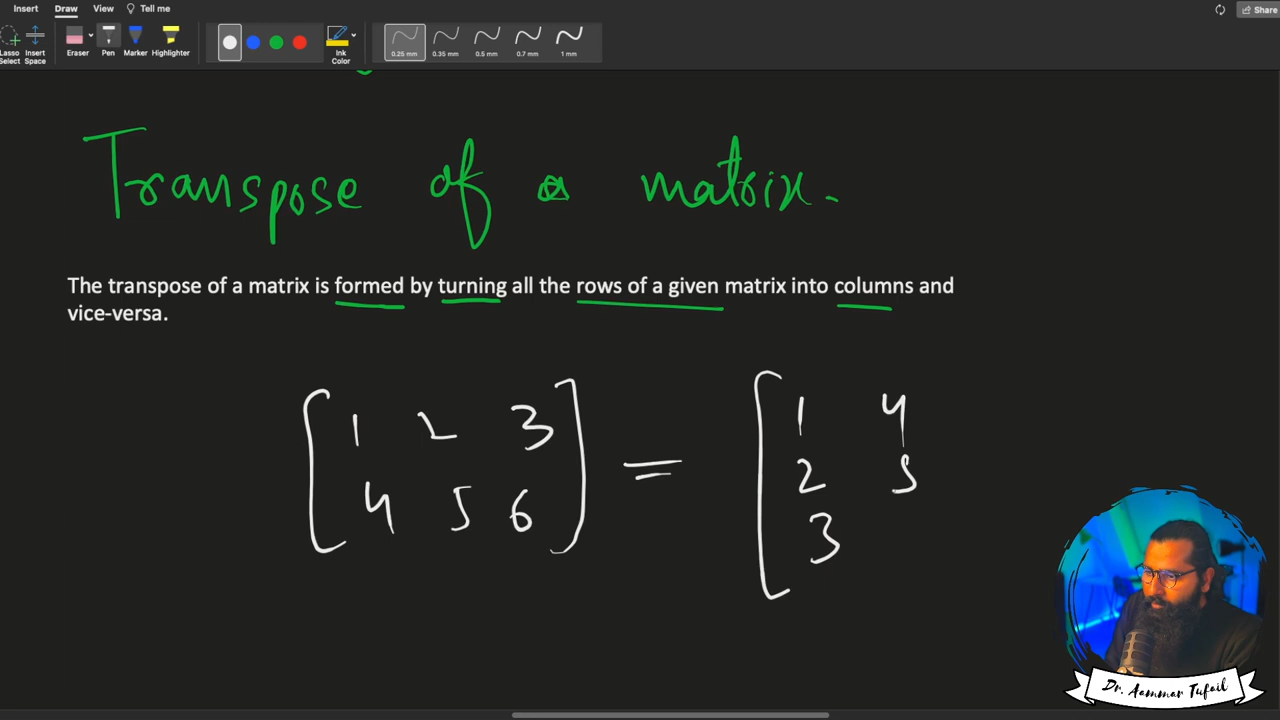 Insert Draw View Tell me Share
Lasso Select Insert Space Eraser Pen Marker Highlighter Ink Color 0.25 mm 0.35 mm 0.5 mm 0.7 mm 1 mm
Transpose of a matrix.
The transpose of a matrix is formed by turning all the rows of a given matrix into columns and
vice-versa.
1 2 3 = 1 4
4 5 6 2 5
3
Dr. Aammar Tufail